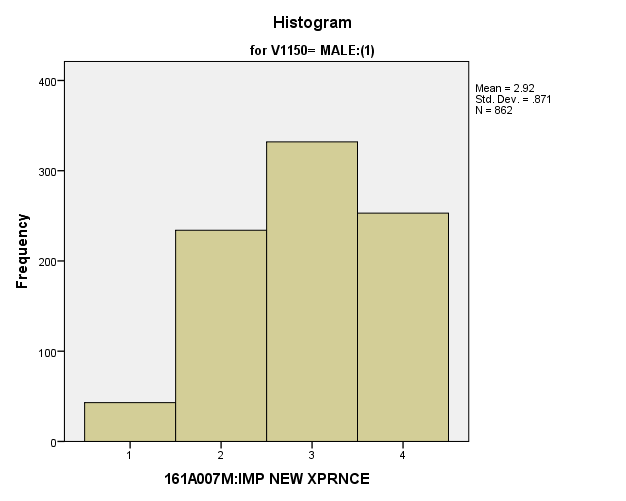 Histogram
for V1150= MALE:(1)
Mean = 2.92
Std. Dev. = .871
N = 862
400
300
200
100
0
Frequency
1 2 3 4
161A007M:IMP NEW XPRNCE